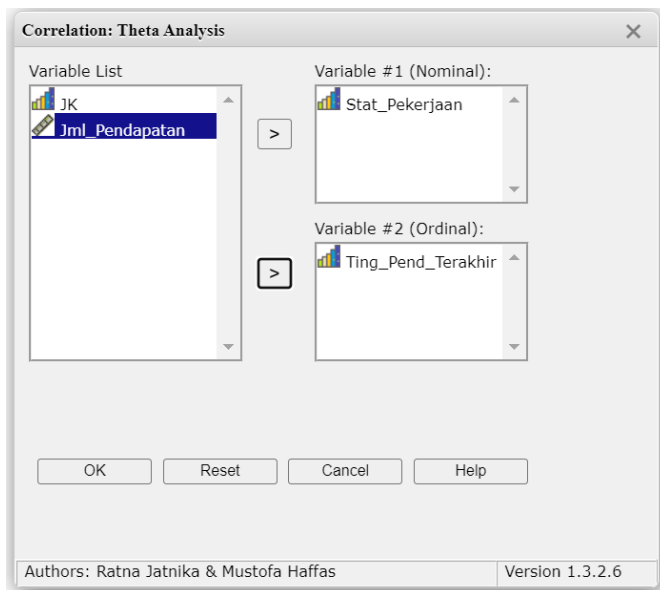 Correlation: Theta Analysis
Variable List
JK
Jml_Pendapatan
>
Variable #1 (Nominal):
Stat_Pekerjaan
Variable #2 (Ordinal):
>
Ting_Pend_Terakhir
OK Reset Cancel Help
Authors: Ratna Jatnika & Mustofa Haffas Version 1.3.2.6